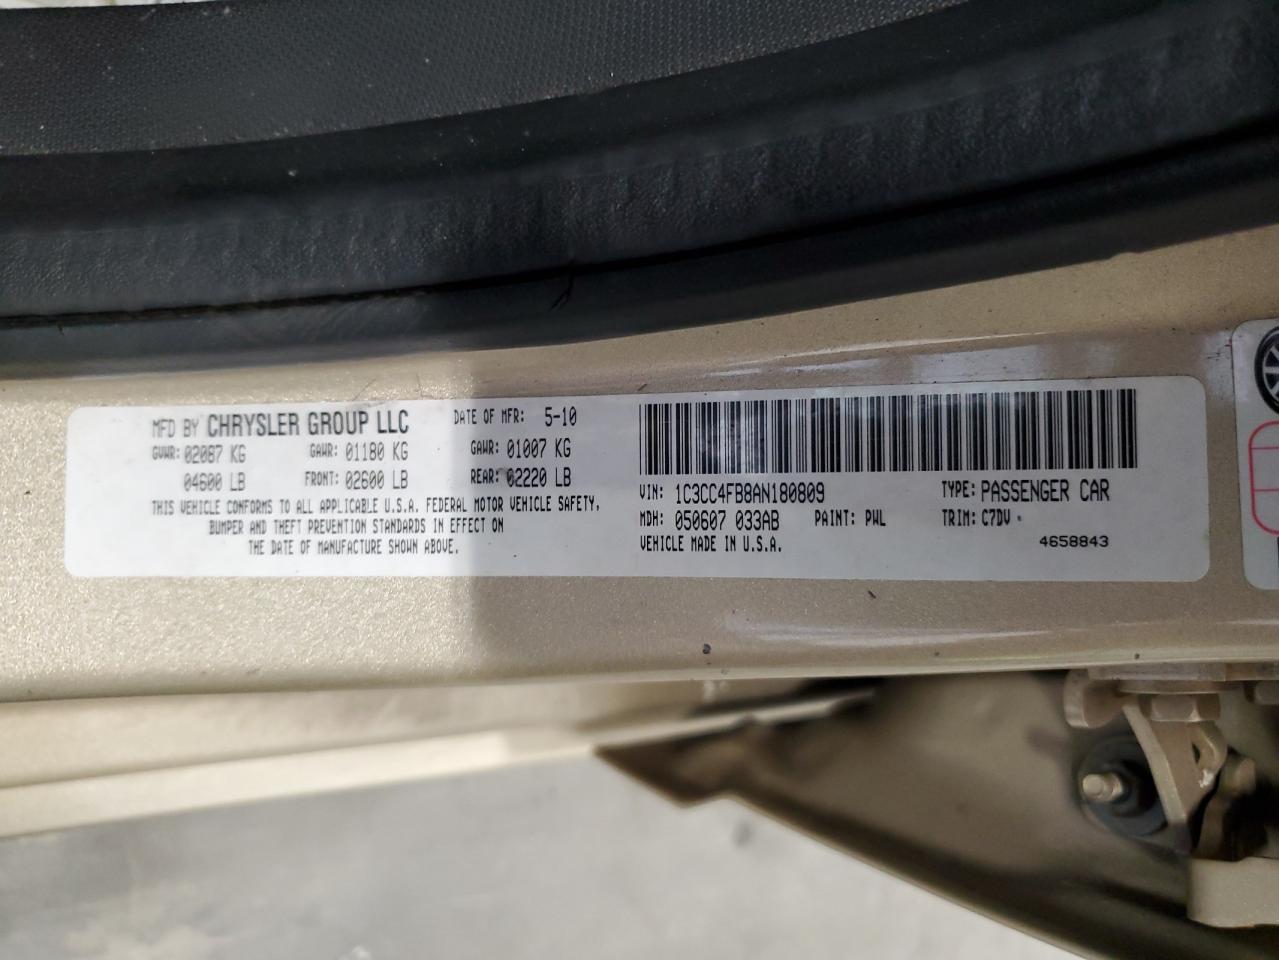 MFD BY CHRYSLER GROUP LLC DATE OF MFR: 5-10
GVWR: 02087 KG GAWR: 01180 KG GAWR: 01007 KG
04600 LB FRONT: 02600 LB REAR: 02220 LB
THIS VEHICLE CONFORMS TO ALL APPLICABLE U.S.A. FEDERAL MOTOR VEHICLE SAFETY,
BUMPER AND THEFT PREVENTION STANDARDS IN EFFECT ON
THE DATE OF MANUFACTURE SHOWN ABOVE.
VIN: 1C3CC4FB8AN180809 TYPE: PASSENGER CAR
MDH: 050607 033AB PAINT: PWL TRIM: C7DV
VEHICLE MADE IN U.S.A. 4658843